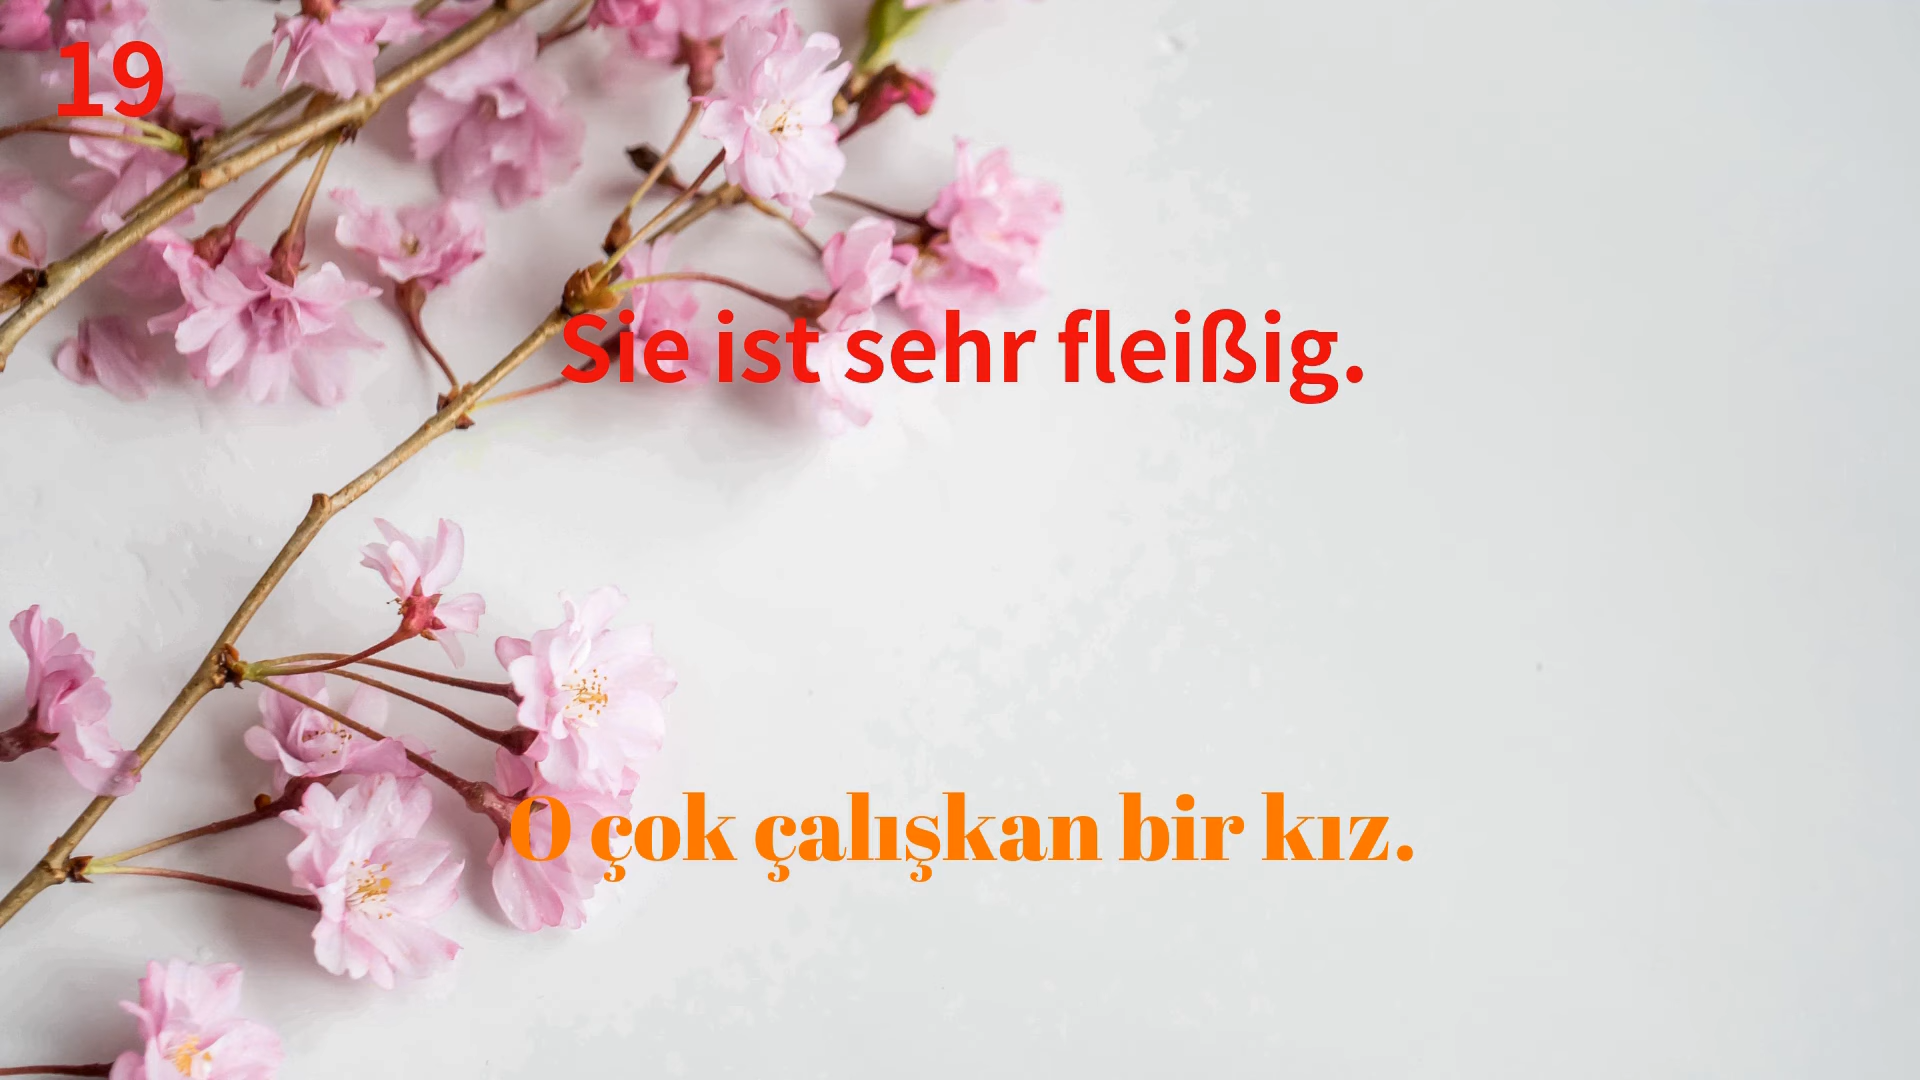 19
Sie ist sehr fleißig.
O çok çalışkan bir kız.